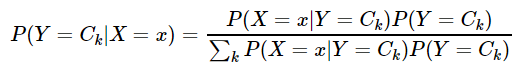 P(Y = C_k|X = x) = \frac{P(X = x|Y = C_k)P(Y = C_k)}{\sum_k P(X = x|Y = C_k)P(Y = C_k)}